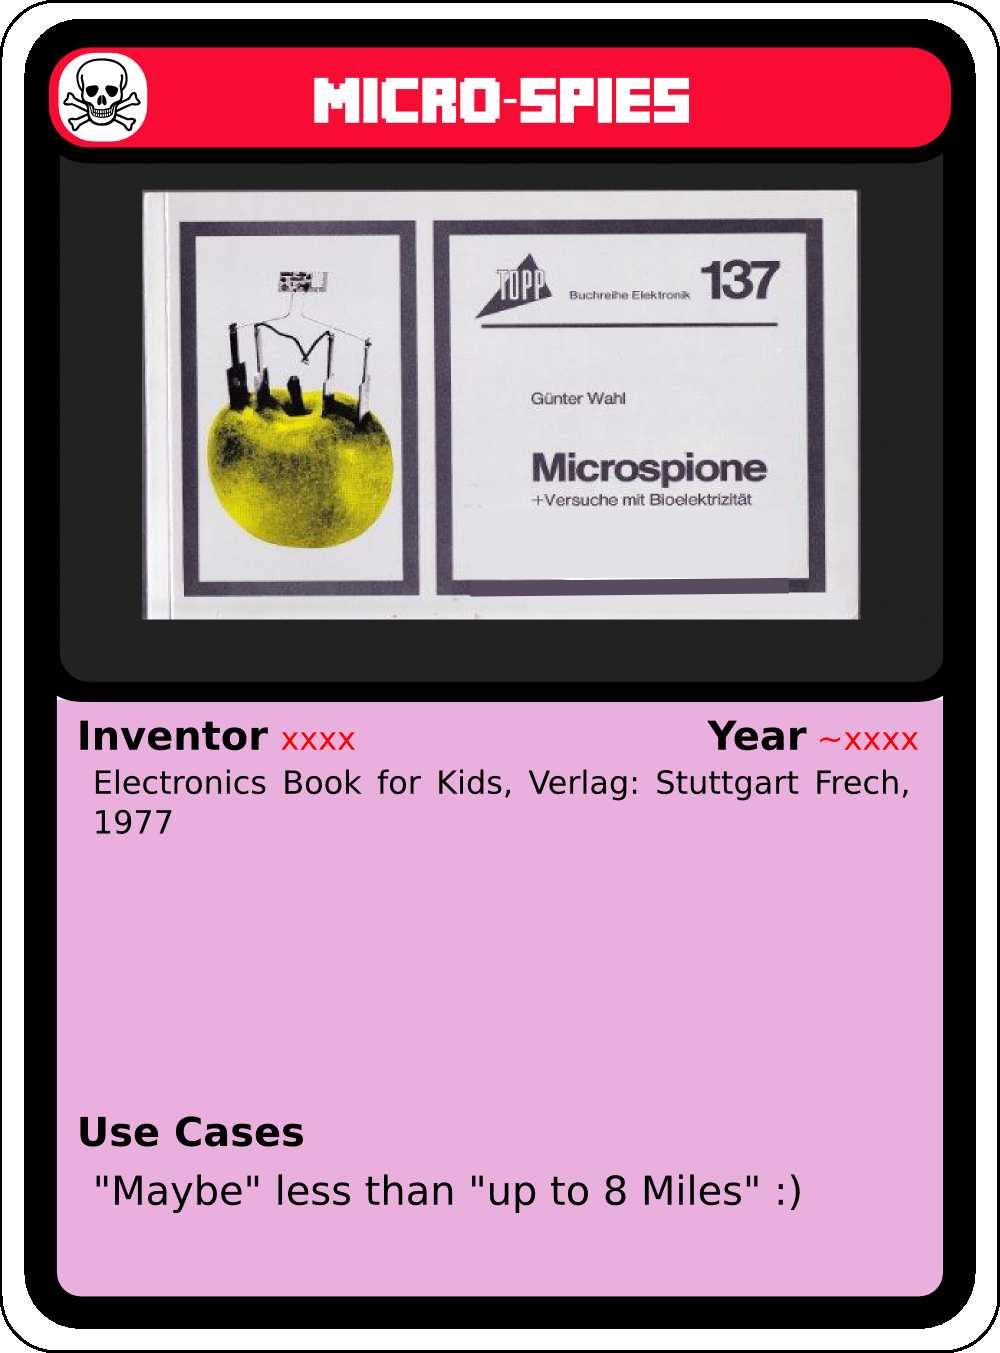 MICRO-SPIES
TOPP
Buchreihe Elektronik 137
Günter Wahl
Microspione
+Versuche mit Bioelektrizität
Inventor xxxx Year ~xxxx
Electronics Book for Kids, Verlag: Stuttgart Frech,
1977
Use Cases
"Maybe" less than "up to 8 Miles" :)